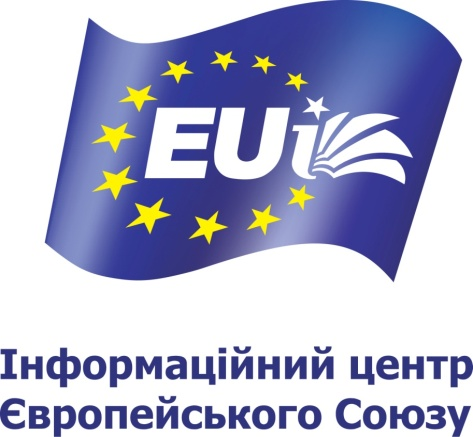 EUi
Інформаційний центр
Європейського Союзу